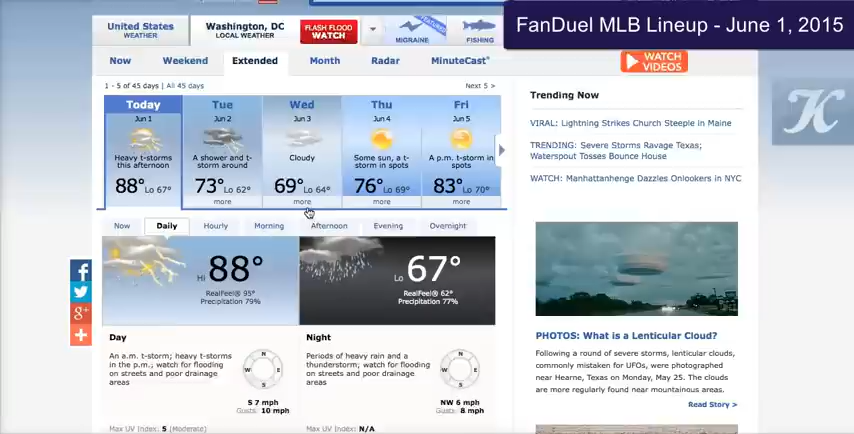 FanDuel MLB Lineup - June 1, 2015
United States
WEATHER
Washington, DC
LOCAL WEATHER
FLASH FLOOD
WATCH
FEATURED
MIGRAINE
FISHING
Now
Weekend
Extended
Month
Radar
MinuteCast®
WATCH
VIDEOS
1 - 5 of 45 days | All 45 days
Next 5 >
Today
Jun 1
Heavy t-storms
this afternoon
88° Lo 67°
Tue
Jun 2
A shower and t-
storm around
73° Lo 62°
more
Wed
Jun 3
Cloudy
69° Lo 64°
more
Thu
Jun 4
Some sun, a t-
storm in spots
76° Lo 69°
more
Fri
Jun 5
A p.m. t-storm in
spots
83° Lo 70°
more
Now
Daily
Hourly
Morning
Afternoon
Evening
Overnight
Hi 88°
RealFeel® 95°
Precipitation 79%
Lo 67°
RealFeel® 62°
Precipitation 77%
Day
An a.m. t-storm; heavy t-storms
in the p.m.; watch for flooding
on streets and poor drainage
areas
N
W
E
S
S 7 mph
Gusts: 10 mph
Max UV Index: 5 (Moderate)
Night
Periods of heavy rain and a
thunderstorm; watch for flooding
on streets and poor drainage
areas
N
W
E
S
NW 6 mph
Gusts: 8 mph
Max UV Index: N/A
Trending Now
VIRAL: Lightning Strikes Church Steeple in Maine
TRENDING: Severe Storms Ravage Texas;
Waterspout Tosses Bounce House
WATCH: Manhattanhenge Dazzles Onlookers in NYC
PHOTOS: What is a Lenticular Cloud?
Following a round of severe storms, lenticular clouds,
commonly mistaken for UFOs, were photographed
near Hearne, Texas on Monday, May 25. The clouds
are more regularly found near mountainous areas.
Read Story >
K
f
g+
+